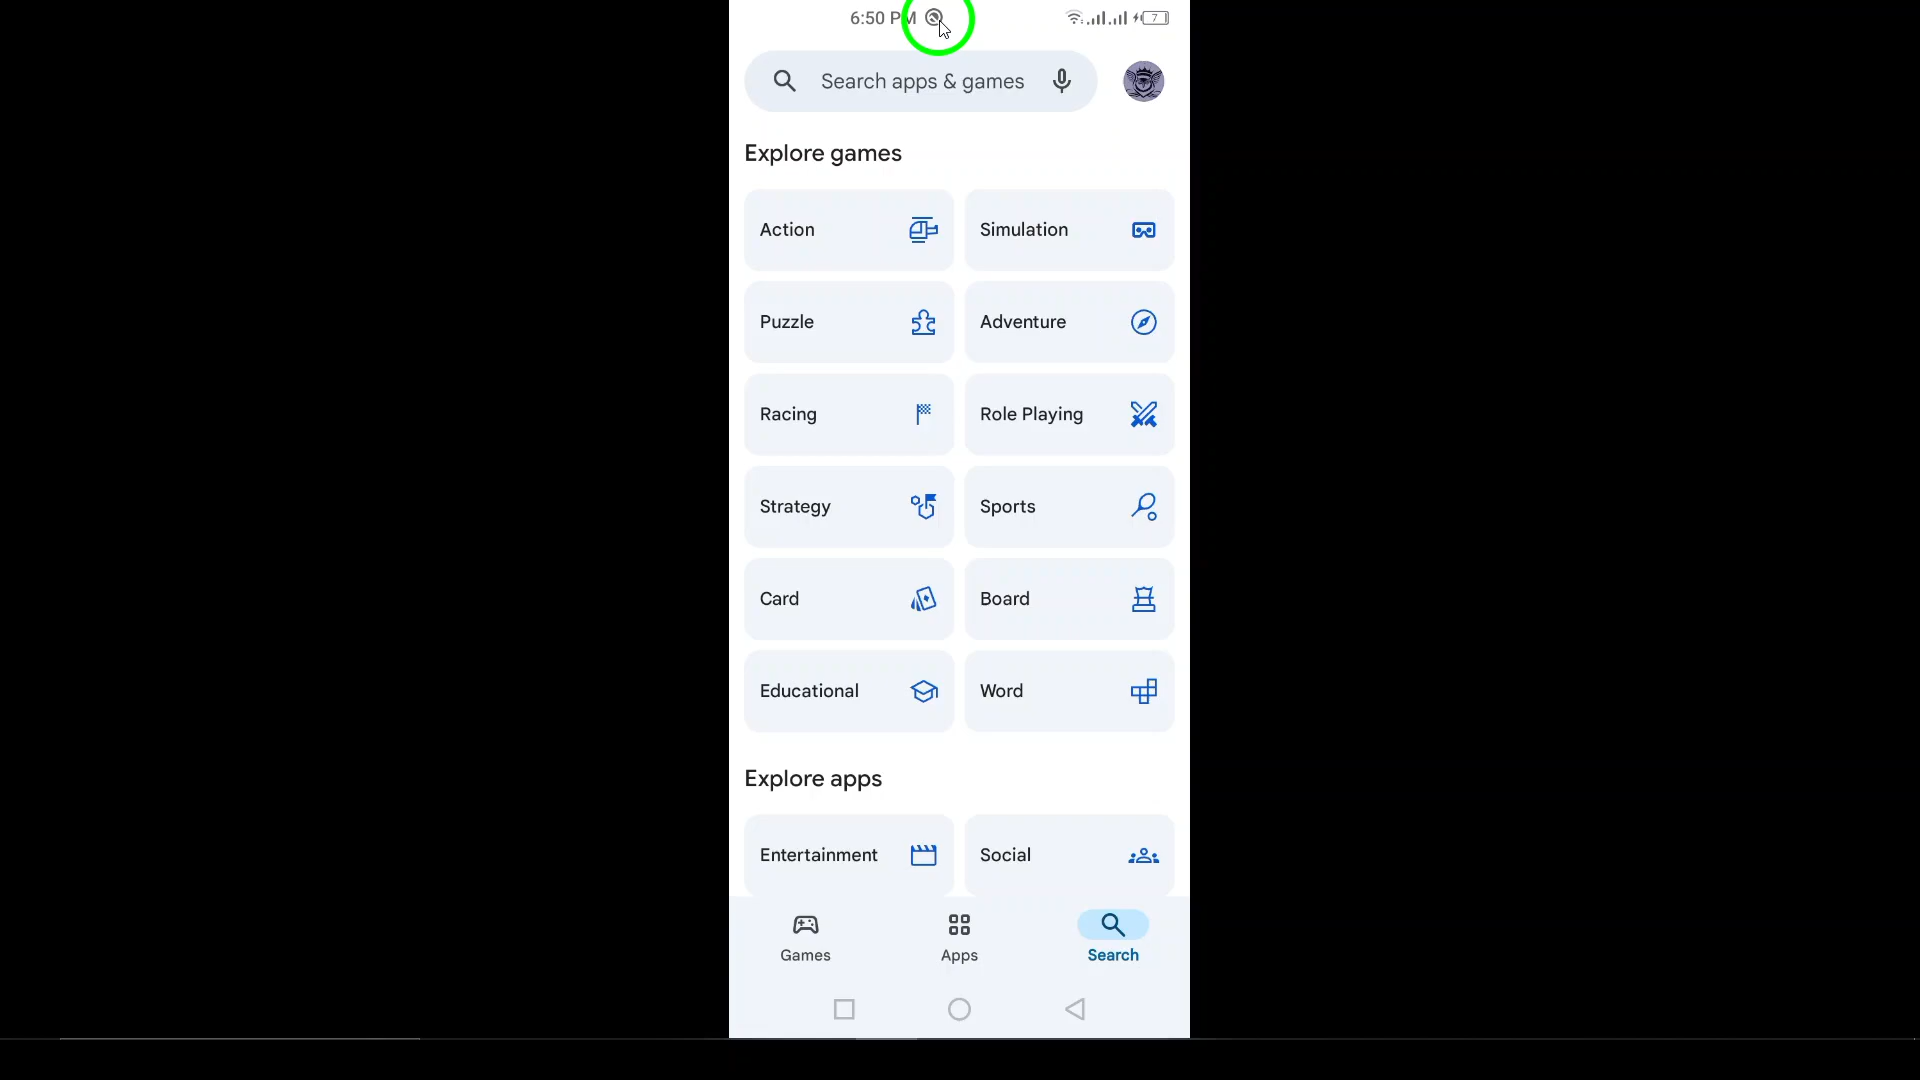 6:50 PM
7
Search apps & games
Explore games
Action
Simulation
Puzzle
Adventure
Racing
Role Playing
Strategy
Sports
Card
Board
Educational
Word
Explore apps
Entertainment
Social
Games
Apps
Search